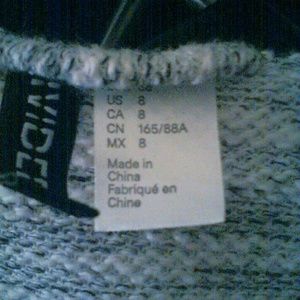 US 8
CA 8
CN 165/88A
MX 8
Made in
China
Fabriqué en
Chine